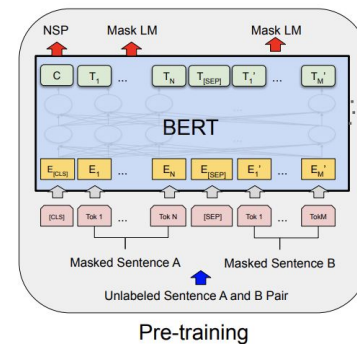 NSP Mask LM Mask LM
C T1 ... TN T[SEP] T1' ... TM'
BERT
E[CLS] E1 ... EN E[SEP] E1' ... EM'
[CLS] Tok 1 ... Tok N [SEP] Tok 1 ... TokM
Masked Sentence A Masked Sentence B
Unlabeled Sentence A and B Pair
Pre-training